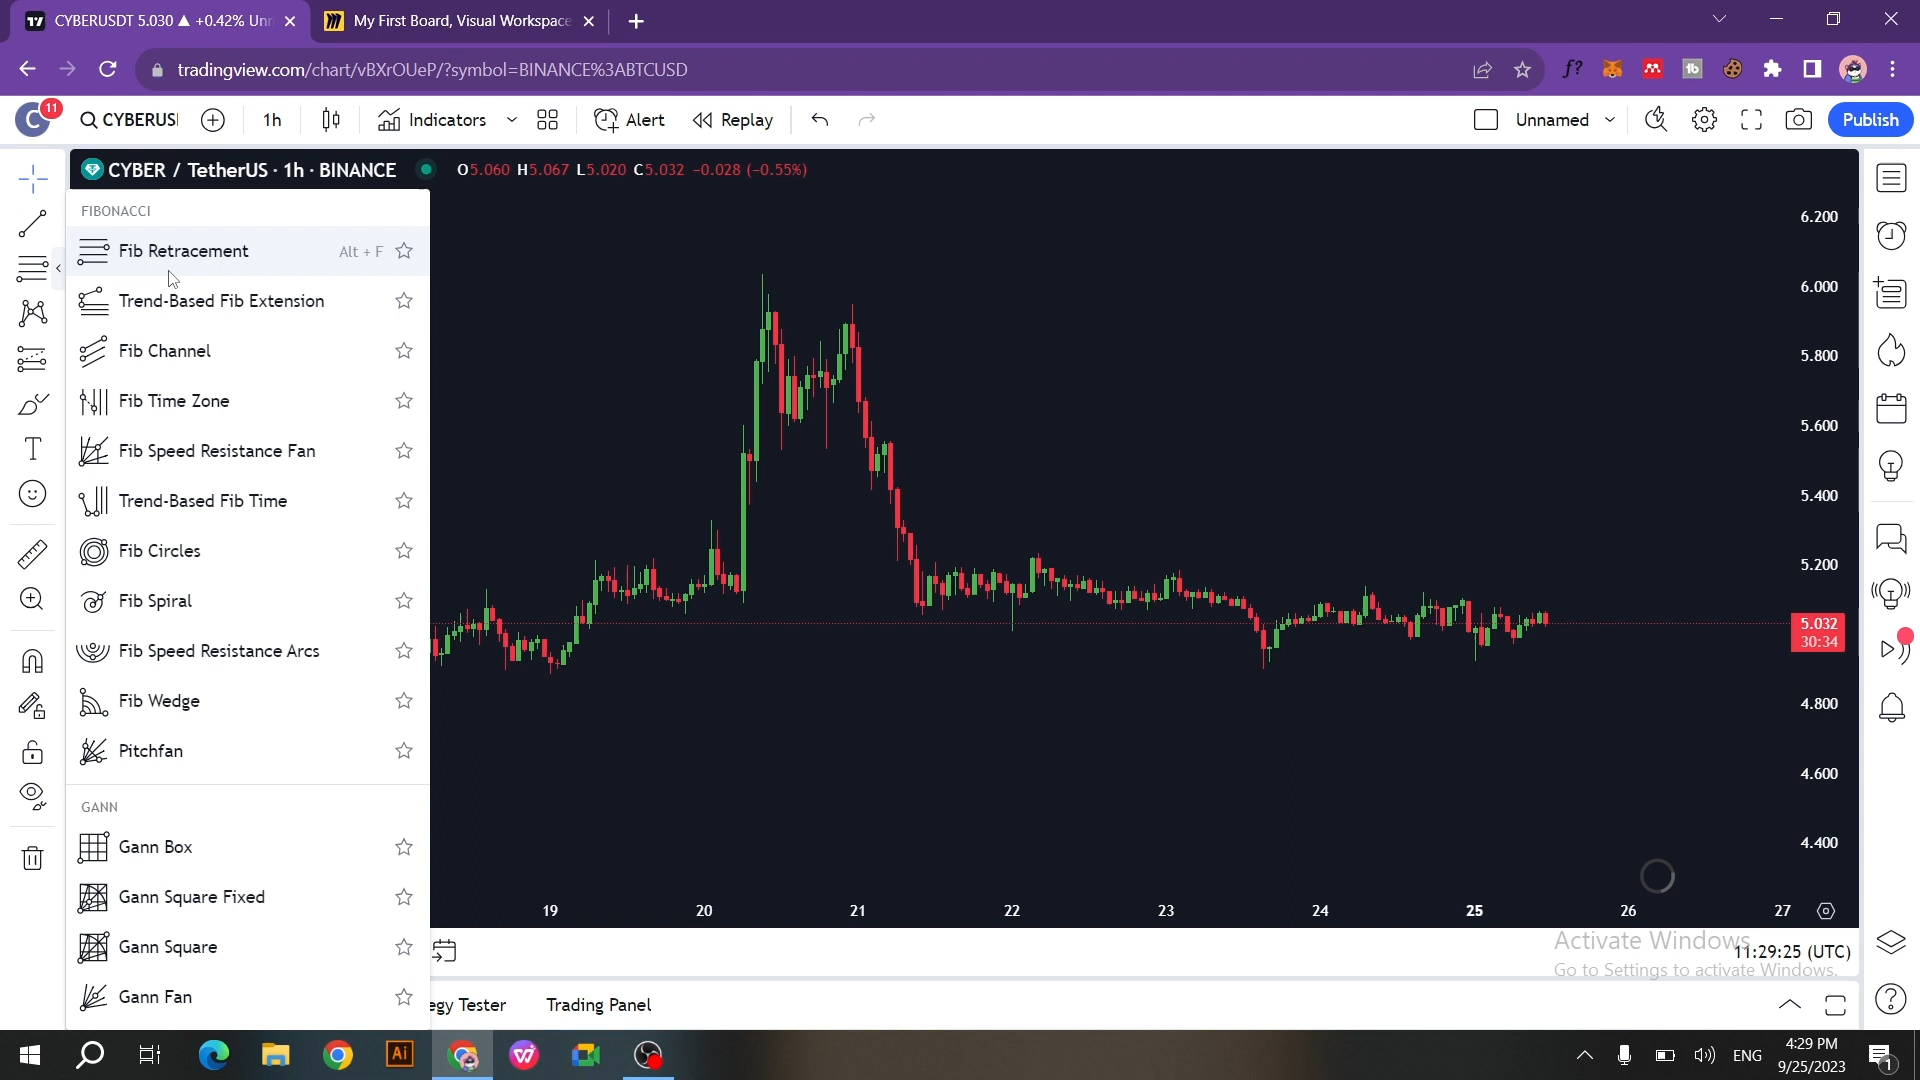 CYBERUSDT 5.030 ▲ +0.42% Un
My First Board, Visual Workspace
tradingview.com/chart/vBXrOUeP/?symbol=BINANCE%3ABTCUSD
f?
C
11
CYBERUS
1h
Indicators
Alert
Replay
Unnamed
Publish
CYBER / TetherUS · 1h · BINANCE
O5.060 H5.067 L5.020 C5.032 −0.028 (−0.55%)
FIBONACCI
Fib Retracement
Alt + F
Trend-Based Fib Extension
Fib Channel
Fib Time Zone
Fib Speed Resistance Fan
Trend-Based Fib Time
Fib Circles
Fib Spiral
Fib Speed Resistance Arcs
Fib Wedge
Pitchfan
GANN
Gann Box
Gann Square Fixed
Gann Square
Gann Fan
6.200
6.000
5.800
5.600
5.400
5.200
5.032
30:34
4.800
4.600
4.400
19
20
21
22
23
24
25
26
27
Activate Windows
Go to Settings to activate Windows.
11:29:25 (UTC)
egy Tester
Trading Panel
Ai
ENG
4:29 PM
9/25/2023
1